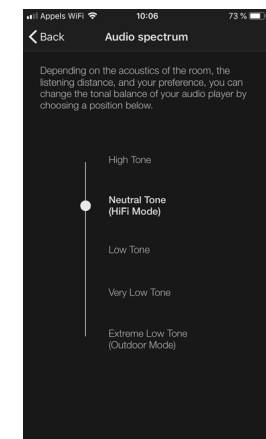 Appels WiFi 10:06 73 %
Back Audio spectrum
Depending on the acoustics of the room, the
listening distance, and your preference, you can
change the tonal balance of your audio player by
choosing a position below.
High Tone
Neutral Tone
(HiFi Mode)
Low Tone
Very Low Tone
Extreme Low Tone
(Outdoor Mode)